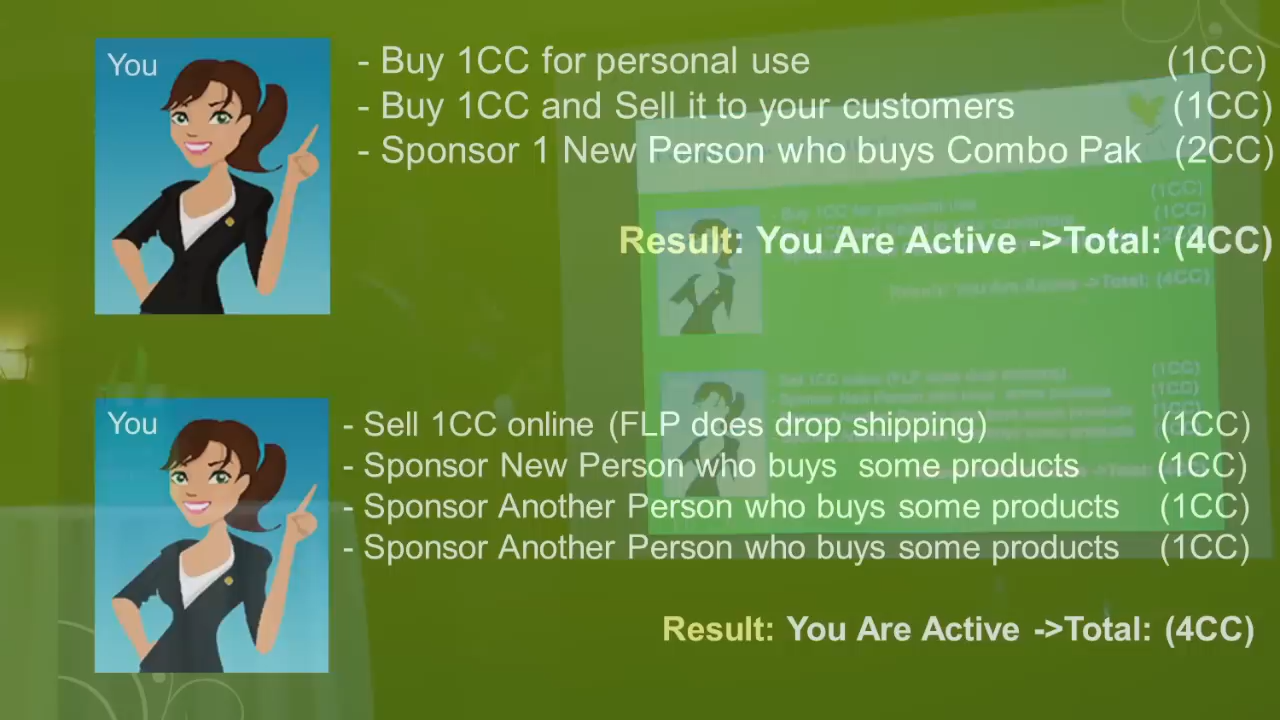 You
- Buy 1CC for personal use (1CC)
- Buy 1CC and Sell it to your customers (1CC)
- Sponsor 1 New Person who buys Combo Pak (2CC)
Result: You Are Active ->Total: (4CC)
You
- Sell 1CC online (FLP does drop shipping) (1CC)
- Sponsor New Person who buys some products (1CC)
- Sponsor Another Person who buys some products (1CC)
- Sponsor Another Person who buys some products (1CC)
Result: You Are Active ->Total: (4CC)